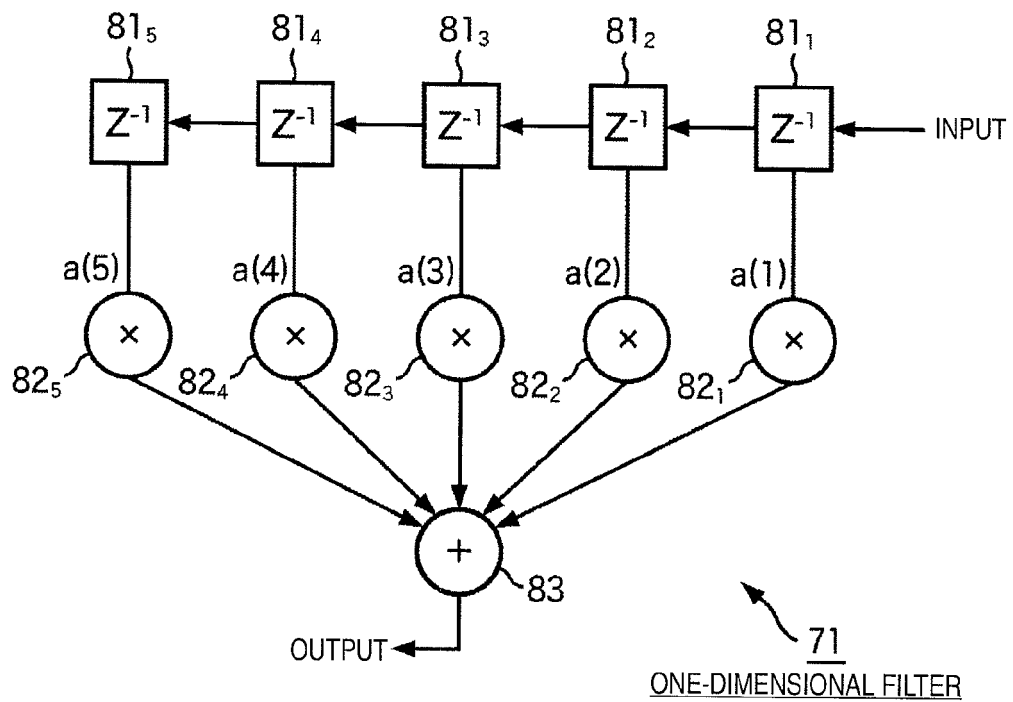 81₅ 81₄ 81₃ 81₂ 81₁
Z⁻¹ Z⁻¹ Z⁻¹ Z⁻¹ Z⁻¹ INPUT
a(5) a(4) a(3) a(2) a(1)
× × × × ×
82₅ 82₄ 82₃ 82₂ 82₁
+
83
OUTPUT
71
ONE-DIMENSIONAL FILTER